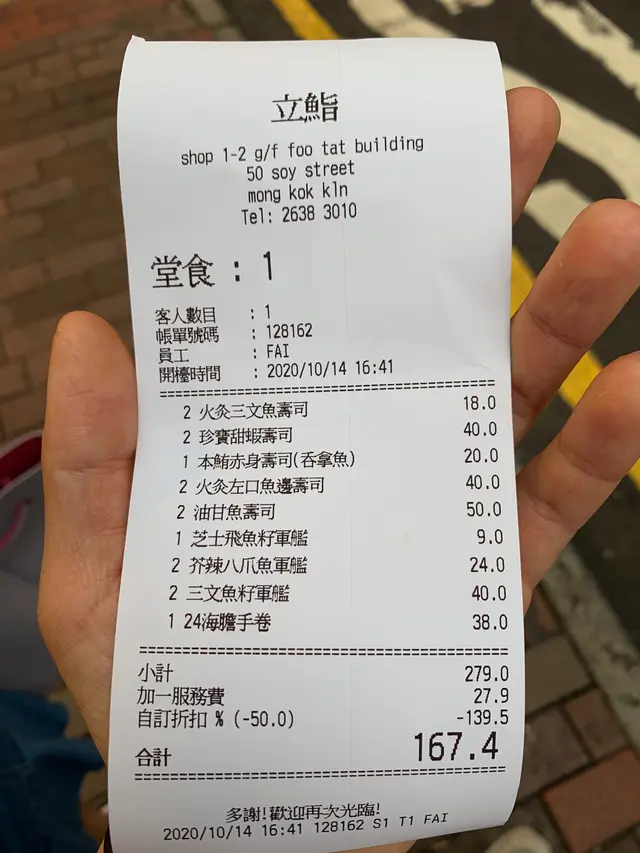 立鮨
shop 1-2 g/f foo tat building
50 soy street
mong kok kln
Tel: 2638 3010
堂食 : 1
客人數目 : 1
帳單號碼 : 128162
員工 : FAI
開檯時間 : 2020/10/14 16:41
2 火灸三文魚壽司 18.0
2 珍寶甜蝦壽司 40.0
1 本鮪赤身壽司(吞拿魚) 20.0
2 火灸左口魚邊壽司 40.0
2 油甘魚壽司 50.0
1 芝士飛魚籽軍艦 9.0
2 芥辣八爪魚軍艦 24.0
2 三文魚籽軍艦 40.0
1 24海膽手卷 38.0
小計 279.0
加一服務費 27.9
自訂折扣 % (-50.0) -139.5
合計 167.4
多謝!歡迎再次光臨!
2020/10/14 16:41 128162 S1 T1 FAI